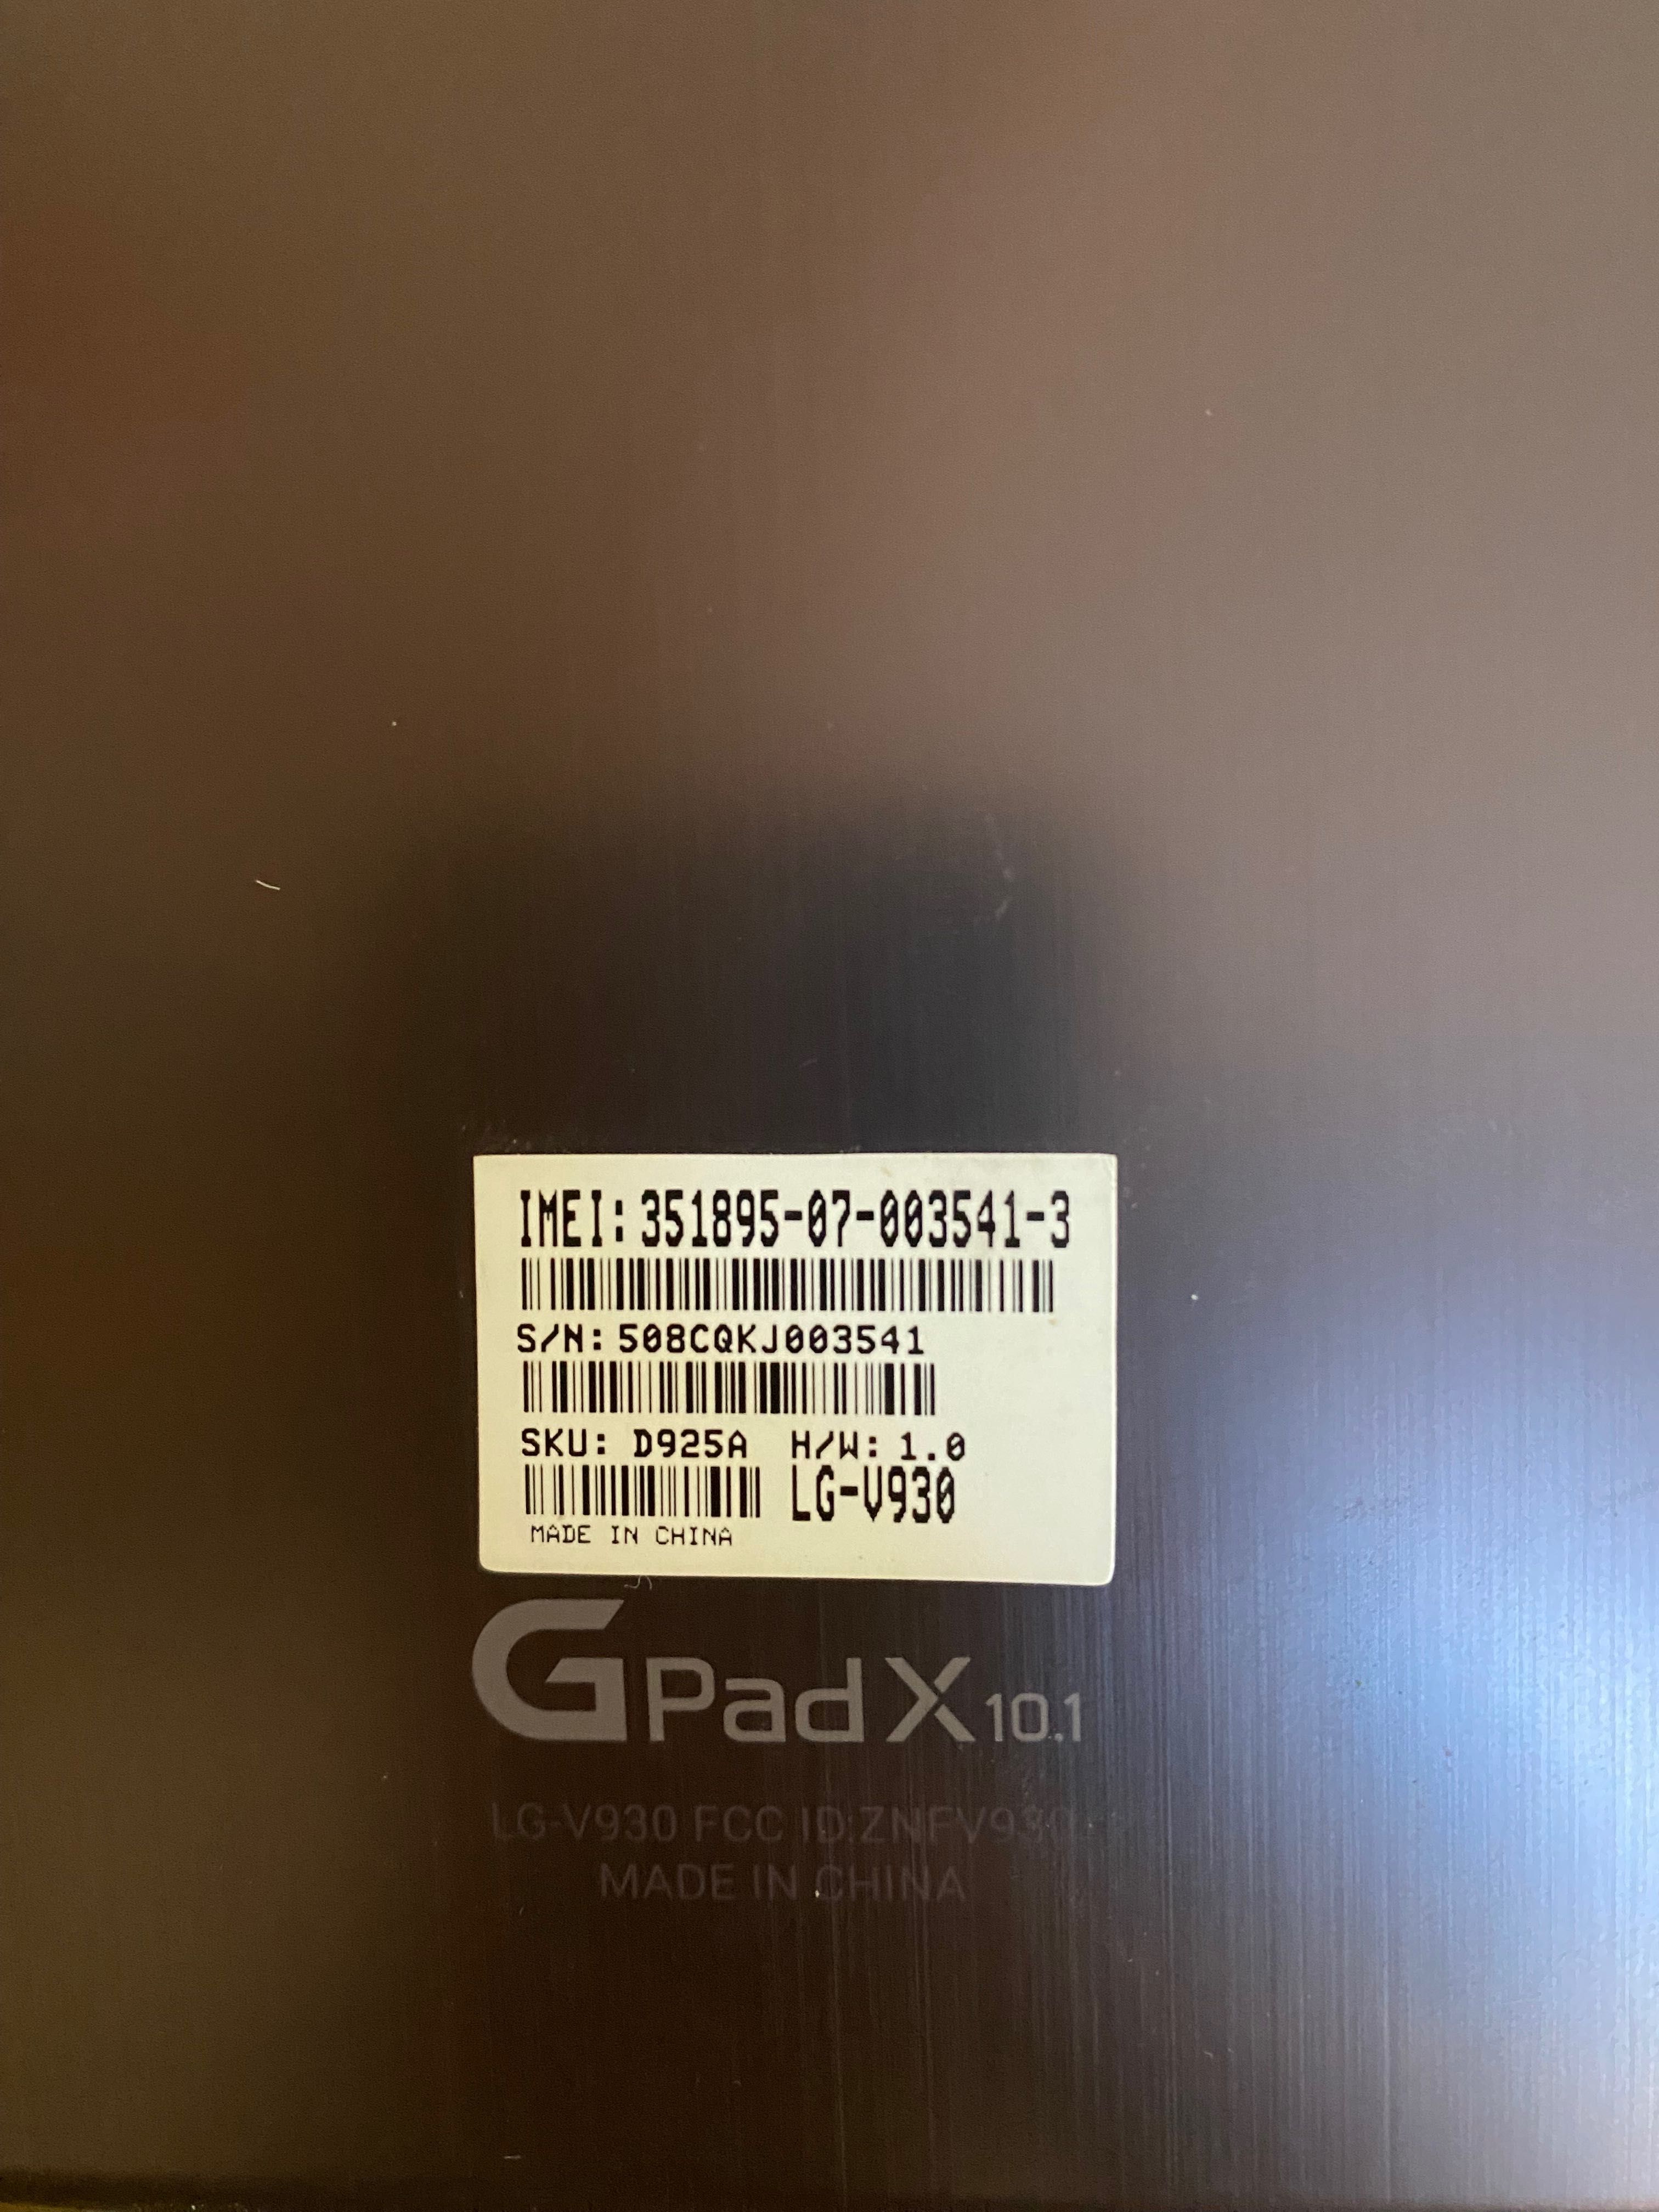 IMEI: 351895-07-003541-3
S/N: 508CQKJ003541
SKU: D925A H/W: 1.0
LG-V930
MADE IN CHINA
G Pad X 10.1
LG-V930 FCC ID:ZNFV930
MADE IN CHINA